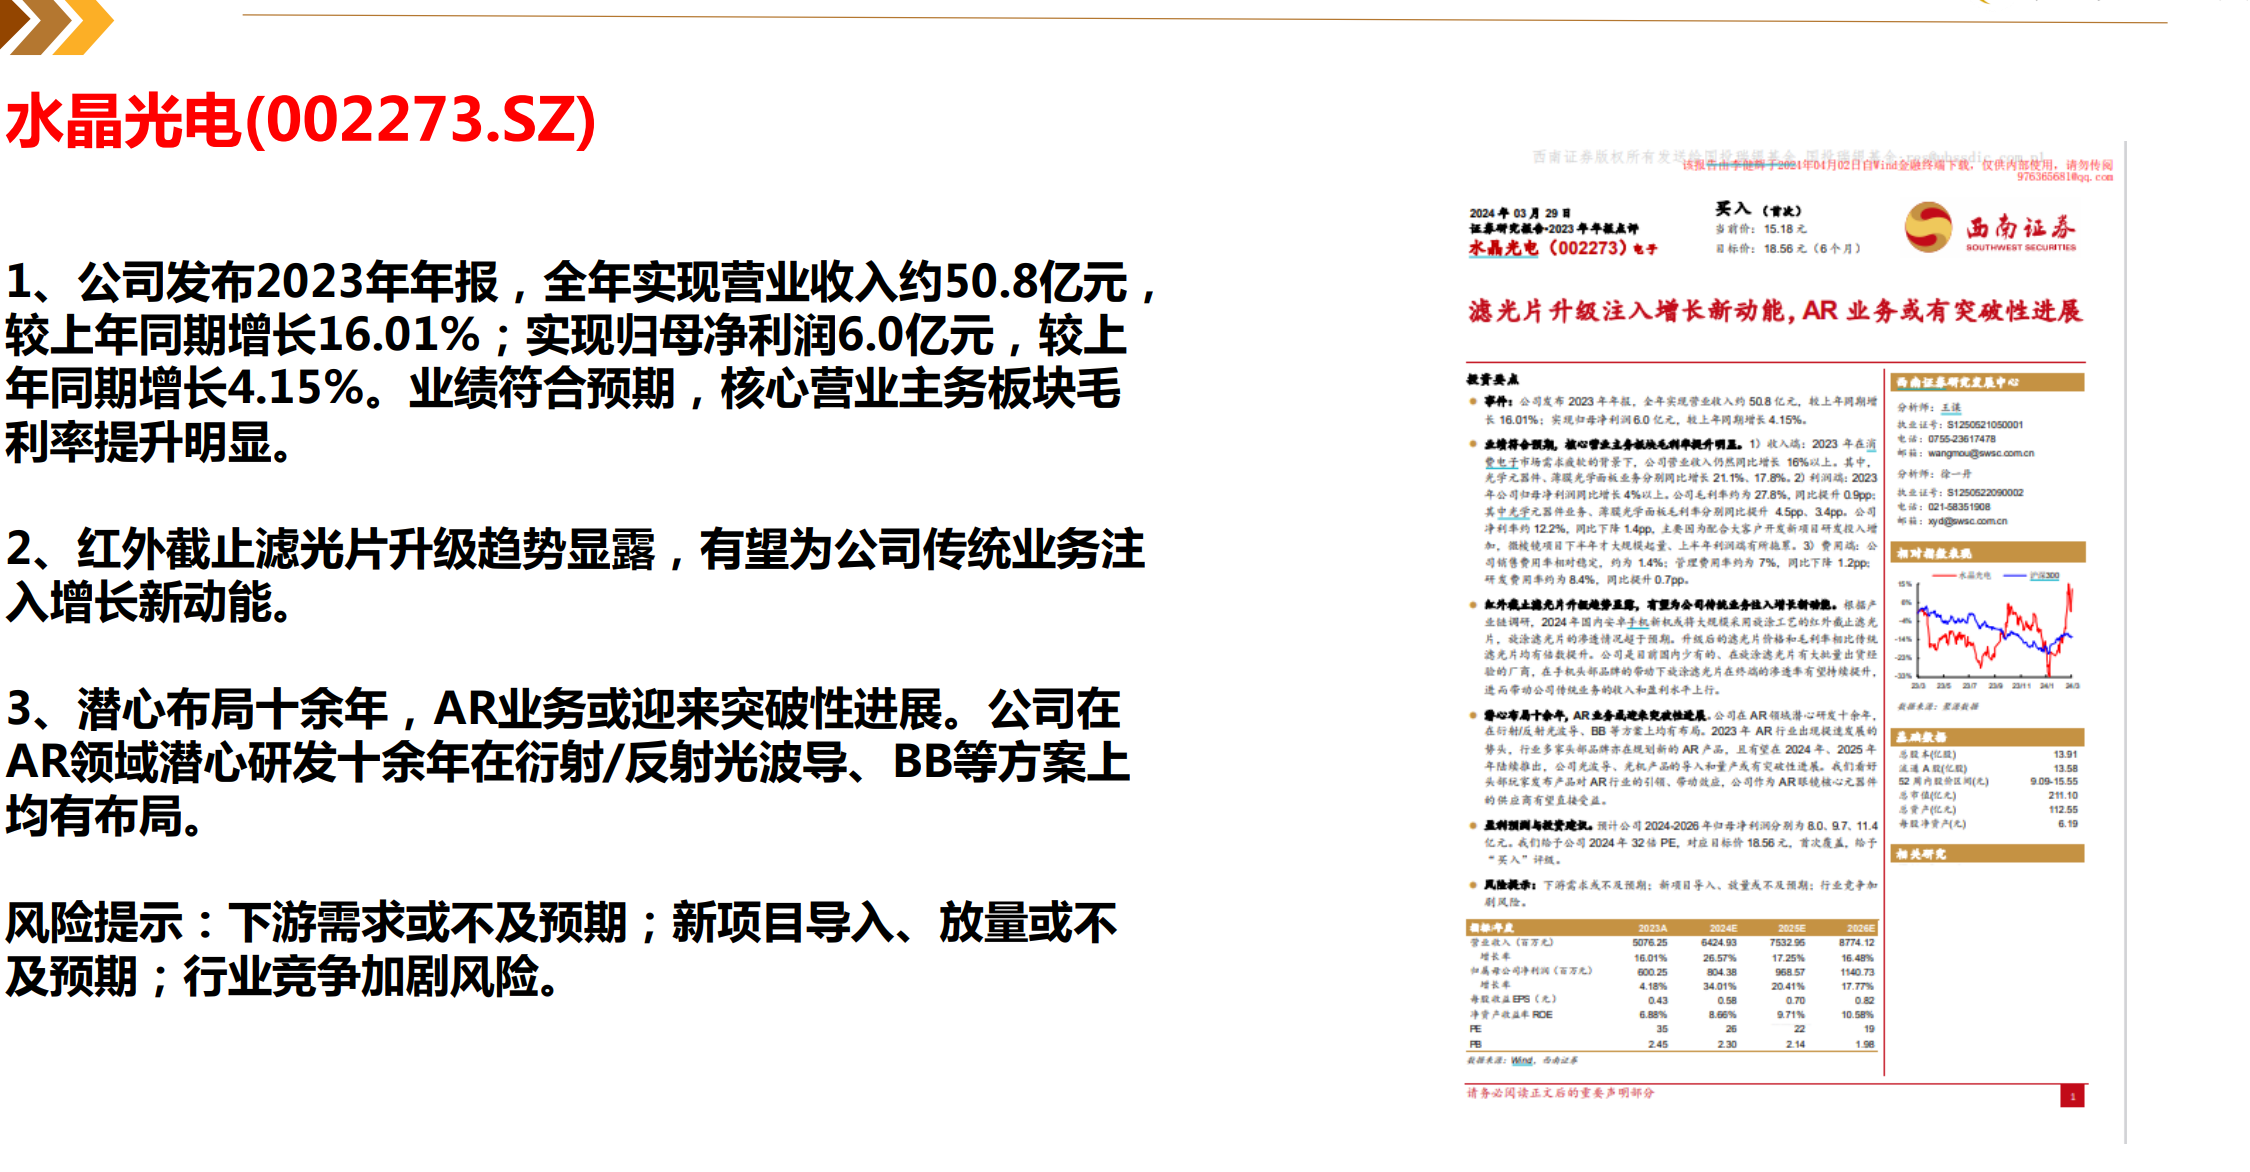 水晶光电(002273.SZ)
1、公司发布2023年年报，全年实现营业收入约50.8亿元，
较上年同期增长16.01%；实现归母净利润6.0亿元，较上
年同期增长4.15%。业绩符合预期，核心营业主务板块毛
利率提升明显。
2、红外截止滤光片升级趋势显露，有望为公司传统业务注
入增长新动能。
3、潜心布局十余年，AR业务或迎来突破性进展。公司在
AR领域潜心研发十余年在衍射/反射光波导、BB等方案上
均有布局。
风险提示：下游需求或不及预期；新项目导入、放量或不
及预期；行业竞争加剧风险。
西南证券版权所有发送给国投瑞银基金
该报告由李健辉于2024年04月02日自Wind金融终端下载，仅供内部使用，请勿传阅
976365681@qq.com
2024 年 03 月 29 日
证券研究报告•2023 年年报点评
水晶光电（002273）电子
买入 （首次）
当前价：15.18 元
目标价：18.56 元（6 个月）
西南证券
SOUTHWEST SECURITIES
滤光片升级注入增长新动能，AR 业务或有突破性进展
投资要点
事件：公司发布 2023 年年报，全年实现营业收入约 50.8 亿元，较上年同期增
长 16.01%；实现归母净利润 6.0 亿元，较上年同期增长 4.15%。
业绩符合预期，核心营业主务板块毛利率提升明显。1）收入端：2023 年在消
费电子市场需求疲软的背景下，公司营业收入仍然同比增长 16%以上。其中，
光学元器件、薄膜光学面板业务分别同比增长 21.1%、17.8%。2）利润端：2023
年公司归母净利润同比增长 4%以上。公司毛利率约为 27.8%，同比提升 0.9pp；
其中光学元器件业务、薄膜光学面板毛利率分别同比提升 4.5pp、3.4pp。公司
净利率约 12.2%，同比下降 1.4pp，主要因为配合大客户开发新项目研发投入增
加，微棱镜项目下半年才大规模起量、上半年利润端有所拖累。3）费用端：公
司销售费用率相对稳定，约为 1.4%；管理费用率约为 7%，同比下降 1.2pp；
研发费用率约为 8.4%，同比提升 0.7pp。
红外截止滤光片升级趋势显露，有望为公司传统业务注入增长新动能。根据产
业链调研，2024 年国内安卓手机新机或将大规模采用旋涂工艺的红外截止滤光
片，旋涂滤光片的渗透情况超于预期。升级后的滤光片价格和毛利率相比传统
滤光片均有倍数提升。公司是目前国内少有的、在旋涂滤光片有大批量出货经
验的厂商，在手机头部品牌的带动下旋涂滤光片在终端的渗透率有望持续提升，
进而带动公司传统业务的收入和盈利水平上行。
潜心布局十余年，AR 业务或迎来突破性进展。公司在 AR 领域潜心研发十余年，
在衍射/反射光波导、BB 等方案上均有布局。2023 年 AR 行业出现提速发展的
势头，行业多家头部品牌亦在规划新的 AR 产品，且有望在 2024 年、2025 年
年陆续推出，公司光波导、光机产品的导入和量产或有突破性进展。我们看好
头部玩家发布产品对 AR 行业的引领、带动效应，公司作为 AR 眼镜核心元器件
的供应商有望直接受益。
盈利预测与投资建议。预计公司 2024-2026 年归母净利润分别为 8.0、9.7、11.4
亿元。我们给予公司 2024 年 32 倍 PE，对应目标价 18.56 元，首次覆盖，给予
“买入”评级。
风险提示：下游需求或不及预期；新项目导入、放量或不及预期；行业竞争加
剧风险。
指标/年度 2023A 2024E 2025E 2026E
营业收入（百万元） 5076.25 6424.93 7532.95 8774.12
增长率 16.01% 26.57% 17.25% 16.48%
归属母公司净利润（百万元） 600.25 804.38 968.57 1140.73
增长率 4.18% 34.01% 20.41% 17.77%
每股收益 EPS（元） 0.43 0.58 0.70 0.82
净资产收益率 ROE 6.88% 8.66% 9.71% 10.58%
PE 35 26 22 19
PB 2.45 2.30 2.14 1.98
数据来源：Wind，西南证券
西南证券研究发展中心
分析师：王谋
执业证号：S1250521050001
电话：0755-23617478
邮箱：wangmou@swsc.com.cn
分析师：徐一丹
执业证号：S1250522090002
电话：021-58351908
邮箱：xyd@swsc.com.cn
相对指数表现
水晶光电 沪深300
15%
6%
-4%
-14%
-23%
-33%
23/3 23/5 23/7 23/9 23/11 24/1 24/3
数据来源：聚源数据
基础数据
总股本(亿股) 13.91
流通 A 股(亿股) 13.58
52 周内股价区间(元) 9.09-15.55
总市值(亿元) 211.10
总资产(亿元) 112.55
每股净资产(元) 6.19
相关研究
请务必阅读正文后的重要声明部分
1